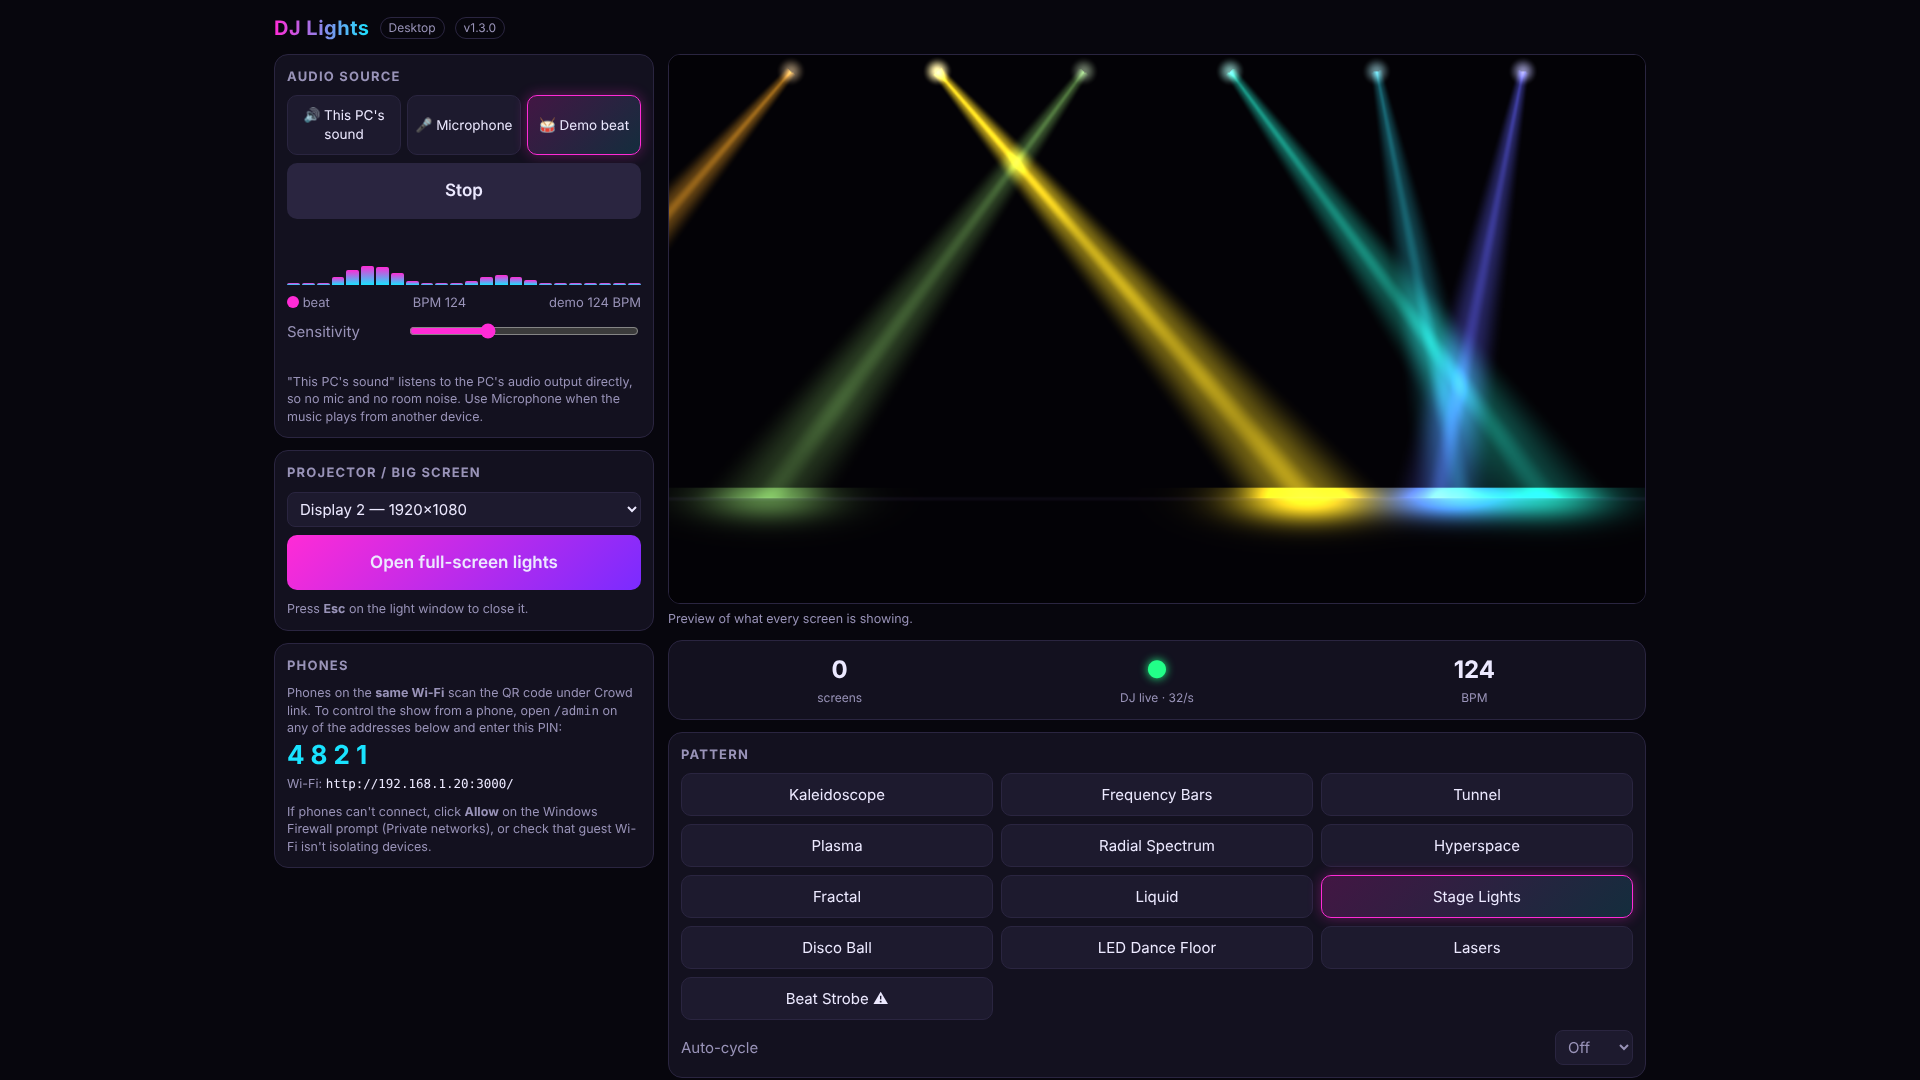 DJ Lights
Desktop
v1.3.0
AUDIO SOURCE
🔊 This PC's
sound
🎤 Microphone
🥁 Demo beat
Stop
beat
BPM 124
demo 124 BPM
Sensitivity
"This PC's sound" listens to the PC's audio output directly,
so no mic and no room noise. Use Microphone when the
music plays from another device.
PROJECTOR / BIG SCREEN
Display 2 — 1920×1080
Open full-screen lights
Press Esc on the light window to close it.
PHONES
Phones on the same Wi-Fi scan the QR code under Crowd
link. To control the show from a phone, open /admin on
any of the addresses below and enter this PIN:
4821
Wi-Fi: http://192.168.1.20:3000/
If phones can't connect, click Allow on the Windows
Firewall prompt (Private networks), or check that guest Wi-
Fi isn't isolating devices.
Preview of what every screen is showing.
0
screens
DJ live · 32/s
124
BPM
PATTERN
Kaleidoscope
Frequency Bars
Tunnel
Plasma
Radial Spectrum
Hyperspace
Fractal
Liquid
Stage Lights
Disco Ball
LED Dance Floor
Lasers
Beat Strobe ⚠
Auto-cycle
Off